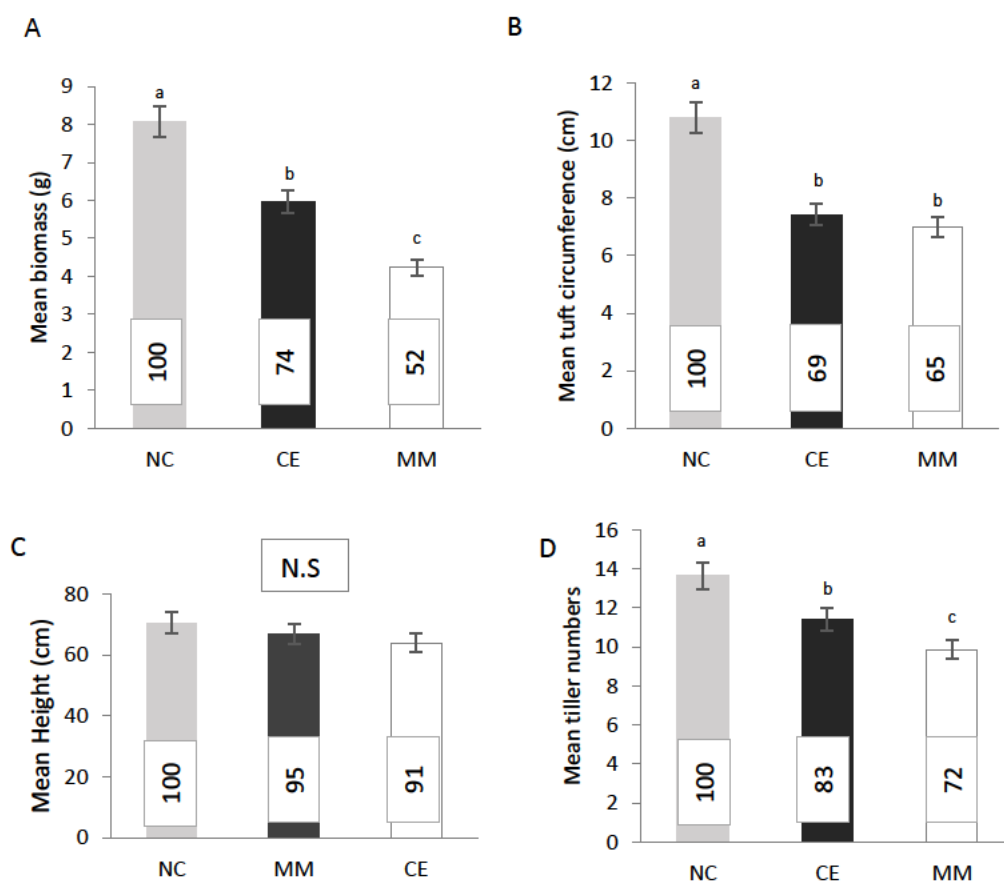 A
Mean biomass (g)
9
8
7
6
5
4
3
2
1
0
a
b
c
100
74
52
NC CE MM
B
Mean tuft circumference (cm)
12
10
8
6
4
2
0
a
b
b
100
69
65
NC CE MM
C
N.S
Mean Height (cm)
80
60
40
20
0
100
95
91
NC MM CE
D
Mean tiller numbers
16
14
12
10
8
6
4
2
0
a
b
c
100
83
72
NC CE MM